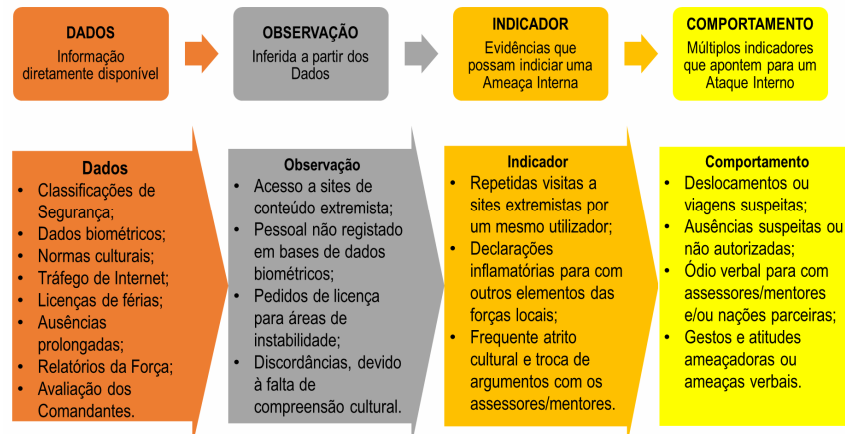 DADOS
Informação
diretamente disponível
OBSERVAÇÃO
Inferida a partir dos
Dados
INDICADOR
Evidências que
possam indiciar uma
Ameaça Interna
COMPORTAMENTO
Múltiplos indicadores
que apontem para um
Ataque Interno
Dados
• Classificações de
Segurança;
• Dados biométricos;
• Normas culturais;
• Tráfego de Internet;
• Licenças de férias;
• Ausências
prolongadas;
• Relatórios da Força;
• Avaliação dos
Comandantes.
Observação
• Acesso a sites de
conteúdo extremista;
• Pessoal não registado
em bases de dados
biométricos;
• Pedidos de licença
para áreas de
instabilidade;
• Discordâncias, devido
à falta de
compreensão cultural.
Indicador
• Repetidas visitas a
sites extremistas por
um mesmo utilizador;
• Declarações
inflamatórias para com
outros elementos das
forças locais;
• Frequente atrito
cultural e troca de
argumentos com os
assessores/mentores.
Comportamento
• Deslocamentos ou
viagens suspeitas;
• Ausências suspeitas ou
não autorizadas;
• Ódio verbal para com
assessores/mentores
e/ou nações parceiras;
• Gestos e atitudes
ameaçadoras ou
ameaças verbais.